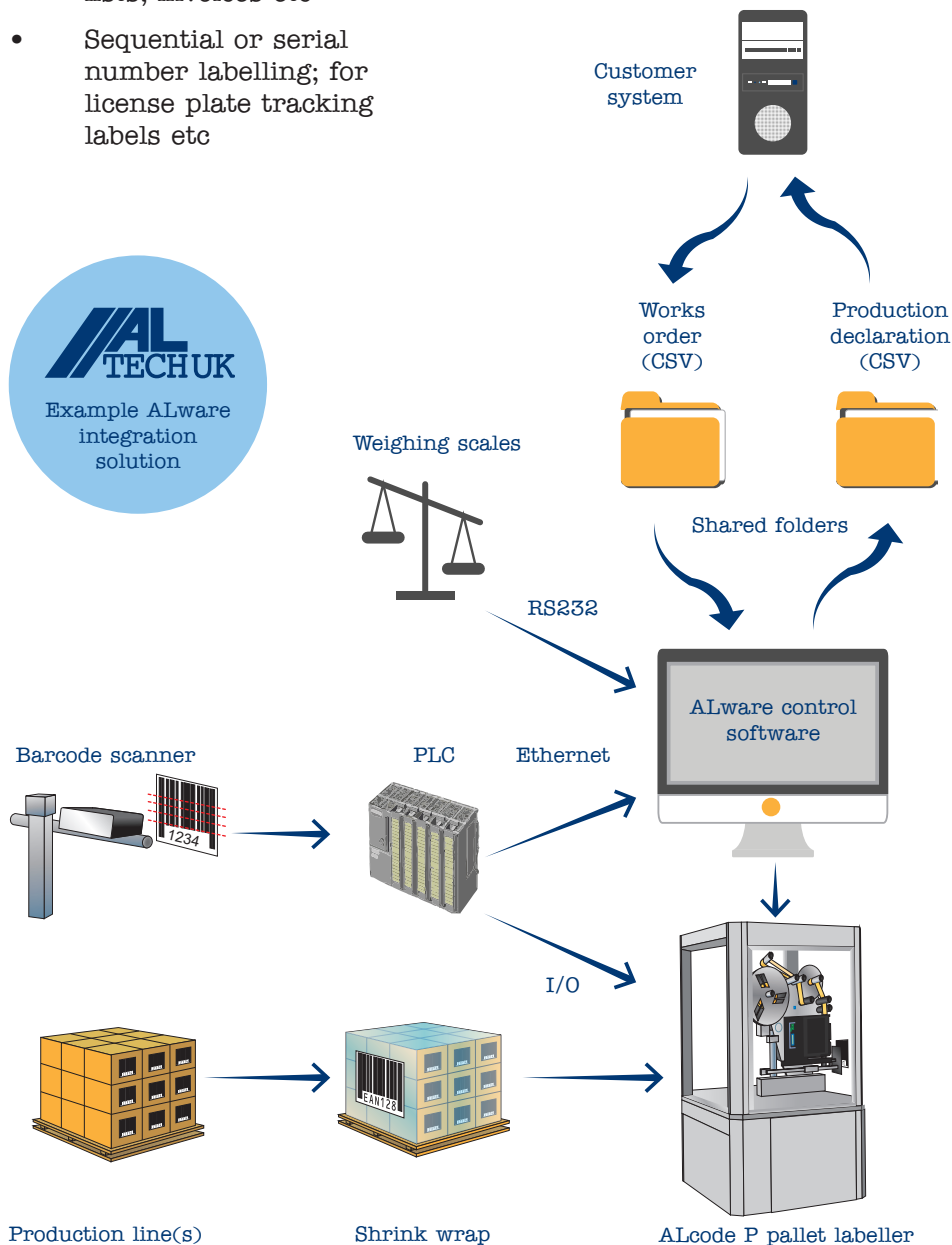 • Sequential or serial
number labelling; for
license plate tracking
labels etc
Customer
system
AL
TECH UK
Example ALware
integration
solution
Works
order
(CSV)
Production
declaration
(CSV)
Weighing scales
Shared folders
RS232
ALware control
software
Barcode scanner
PLC
Ethernet
1234
I/O
EAN128
Production line(s)
Shrink wrap
ALcode P pallet labeller